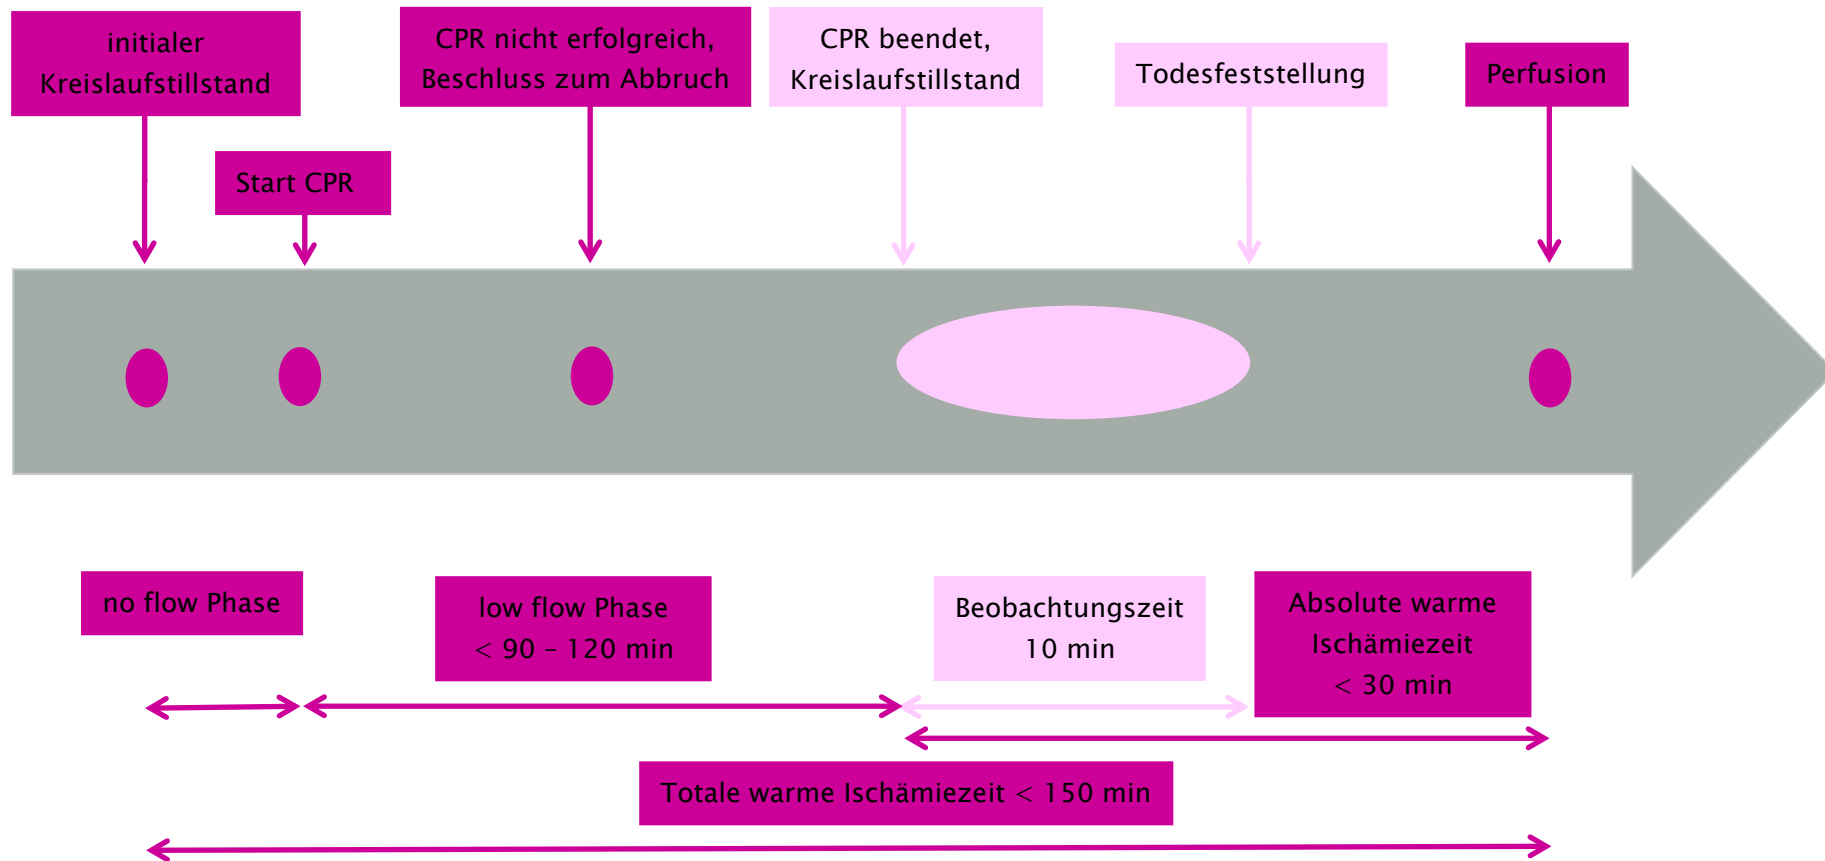 initialer
Kreislaufstillstand
CPR nicht erfolgreich,
Beschluss zum Abbruch
CPR beendet,
Kreislaufstillstand
Todesfeststellung
Perfusion
Start CPR
no flow Phase
low flow Phase
< 90 – 120 min
Beobachtungszeit
10 min
Absolute warme
Ischämiezeit
< 30 min
Totale warme Ischämiezeit < 150 min